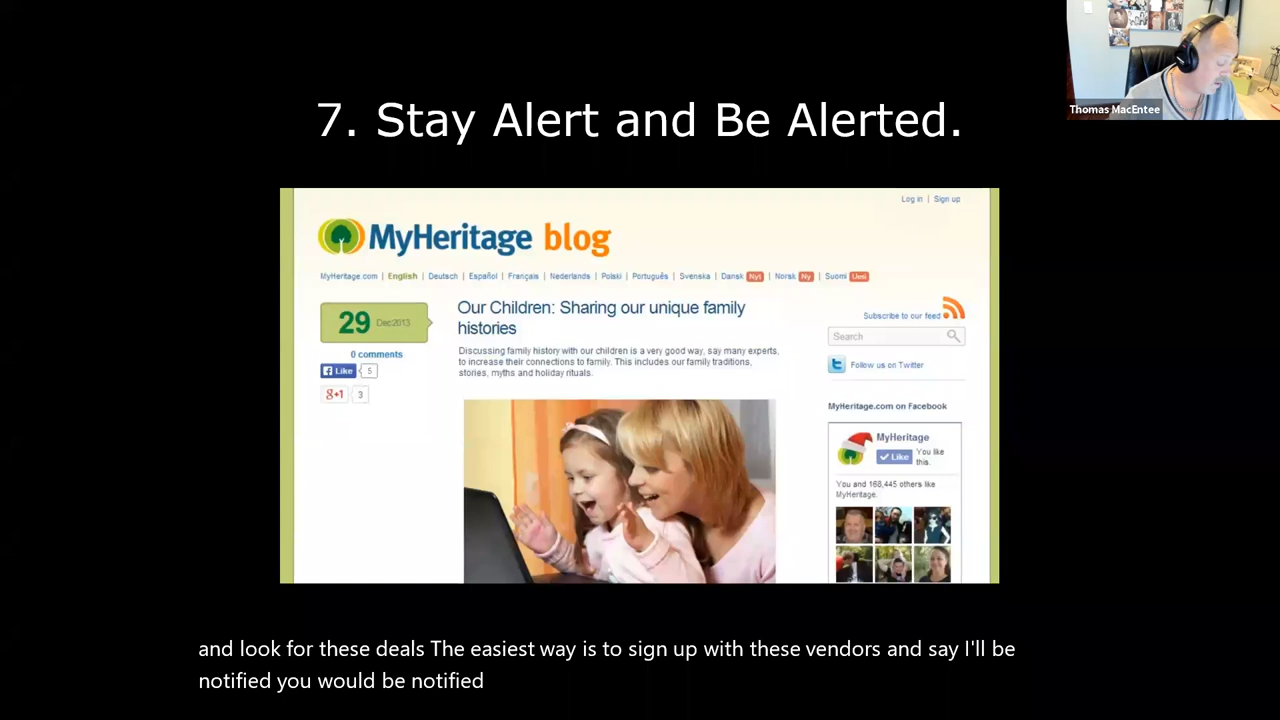 7. Stay Alert and Be Alerted.
Thomas MacEntee
Log in | Sign up
MyHeritage blog
MyHeritage.com | English | Deutsch | Español | Français | Nederlands | Polski | Português | Svenska | Dansk Nyt | Norsk Ny | Suomi Uusi
29 Dec2013
0 comments
Like 5
g+1 3
Our Children: Sharing our unique family
histories
Discussing family history with our children is a very good way, say many experts,
to increase their connections to family. This includes our family traditions,
stories, myths and holiday rituals.
Subscribe to our feed
Search
Follow us on Twitter
MyHeritage.com on Facebook
MyHeritage
Like You like
this.
You and 168,445 others like
MyHeritage.
and look for these deals The easiest way is to sign up with these vendors and say I'll be
notified you would be notified